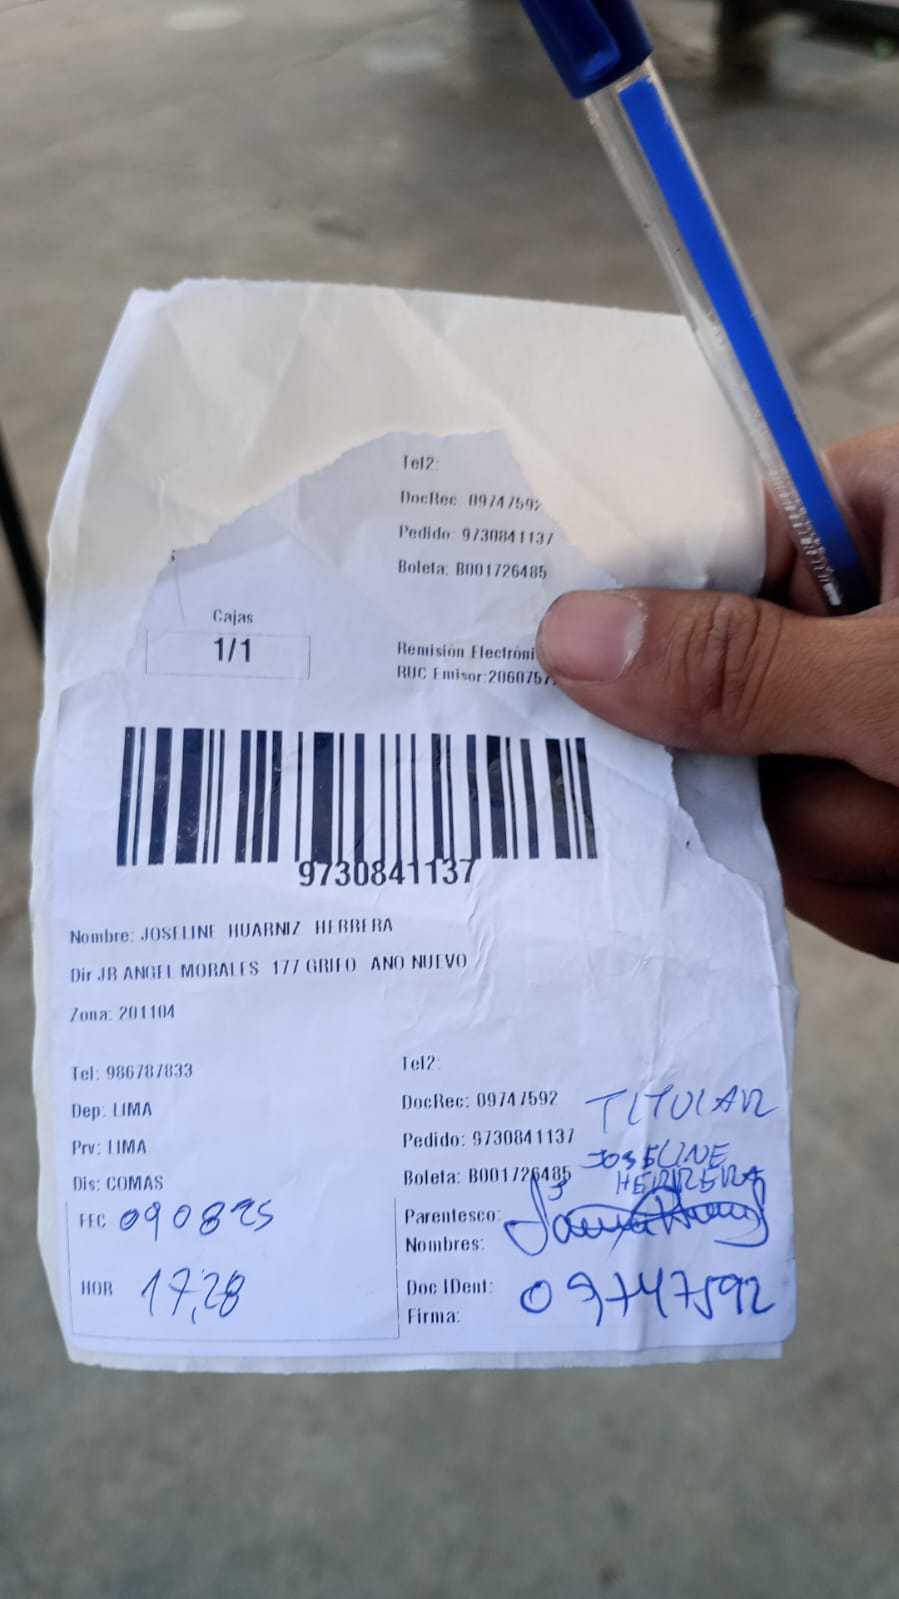 Tel2:
DocRec: 09747592
Pedido: 9730841137
Boleta: B001726485
Cajas
1/1
Remisión Electróni
RUC Emisor:2060757
9730841137
Nombre: JOSELINE HUARNIZ HERRERA
Dir JR ANGEL MORALES 177 GRIFO ANO NUEVO
Zona: 201104
Tel: 986787833
Tel2:
Dep: LIMA
DocRec: 09747592
TITULAR
Prv: LIMA
Pedido: 9730841137
JOSELINE
Dis: COMAS
Boleta: B001726485
HERRERA
FEC 090825
Parentesco:
Nombres:
HOR 17,28
Doc IDent: 09747592
Firma: